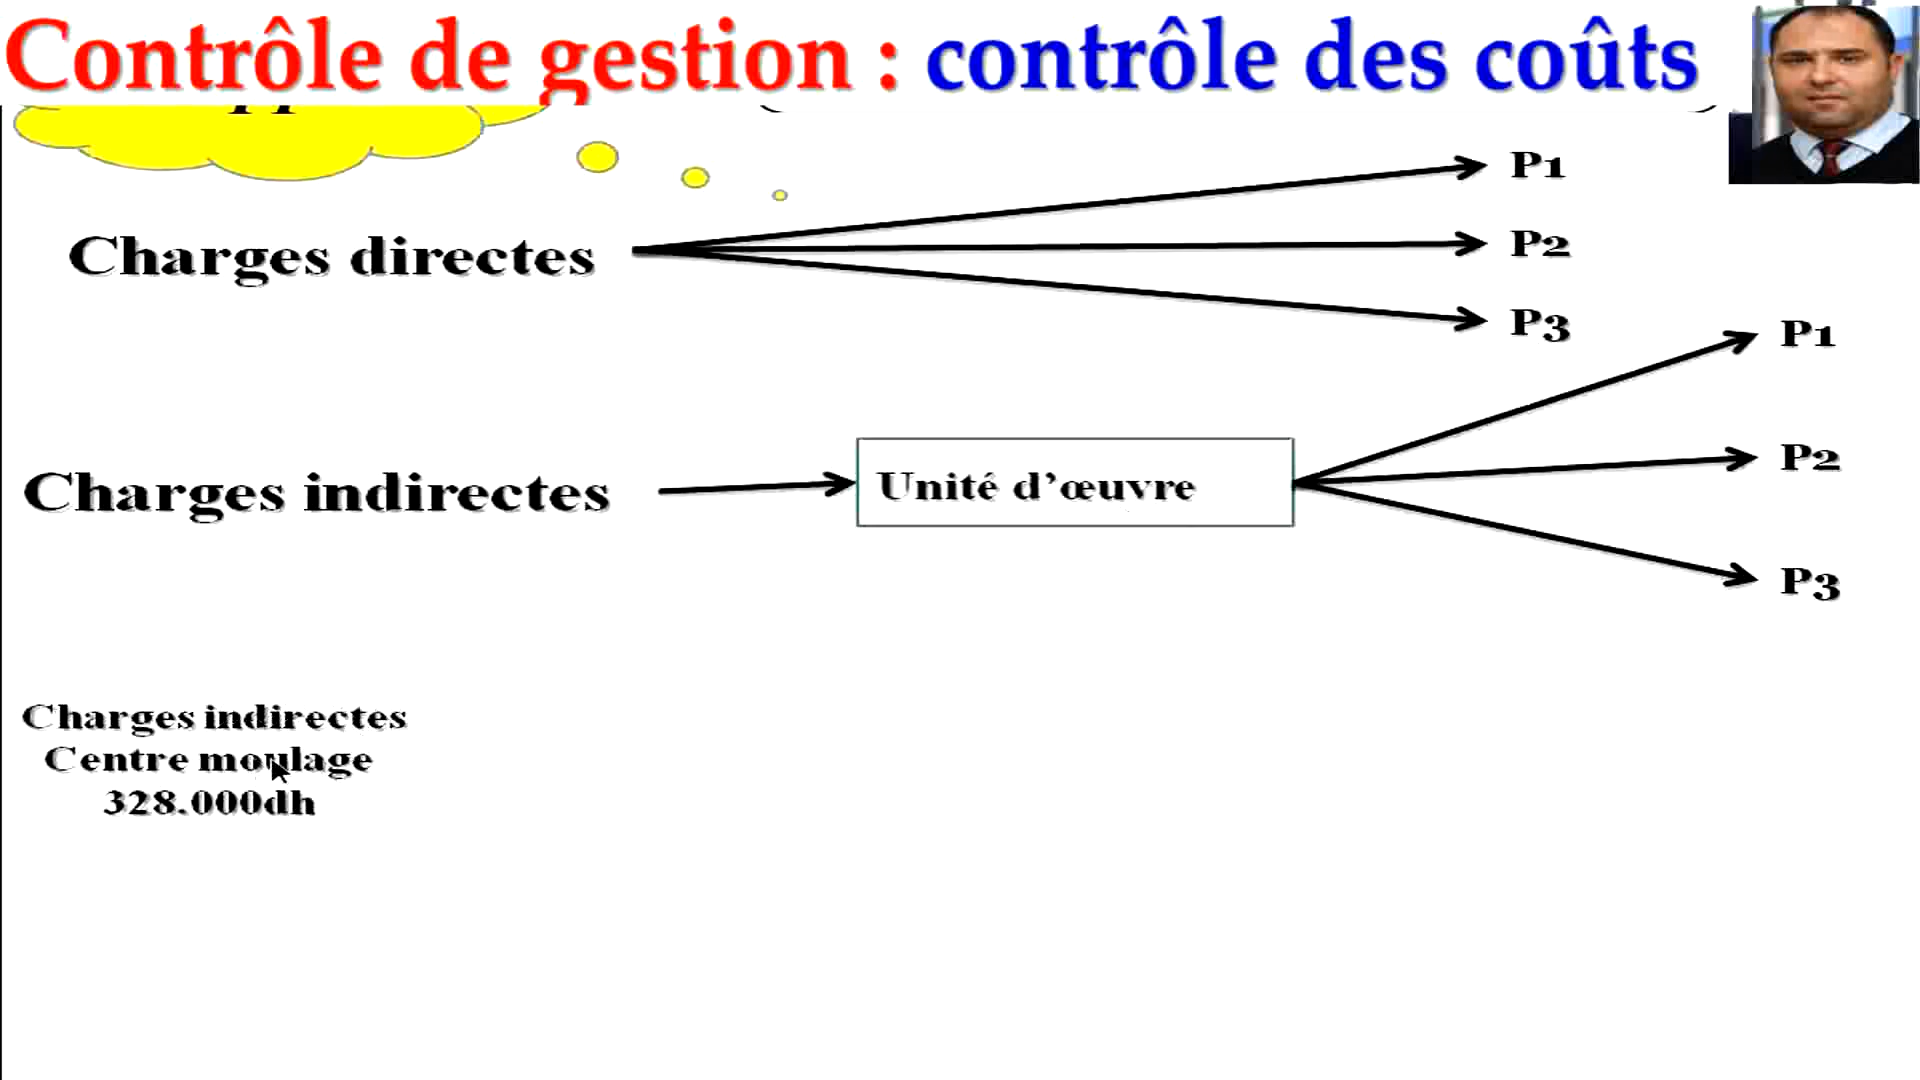 Contrôle de gestion : contrôle des coûts
P1
Charges directes
P2
P3
P1
Charges indirectes
Unité d'œuvre
P2
P3
Charges indirectes
Centre moulage
328.000dh